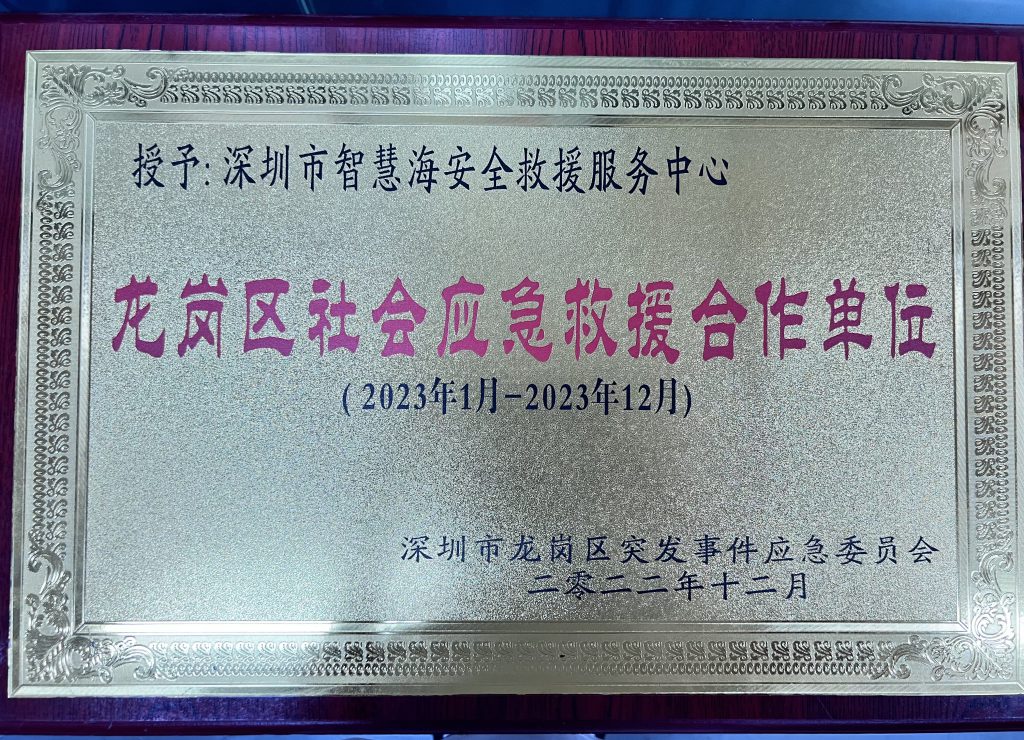 授予：深圳市智慧海安全救援服务中心
龙岗区社会应急救援合作单位
（2023年1月-2023年12月）
深圳市龙岗区突发事件应急委员会
二零二二年十二月